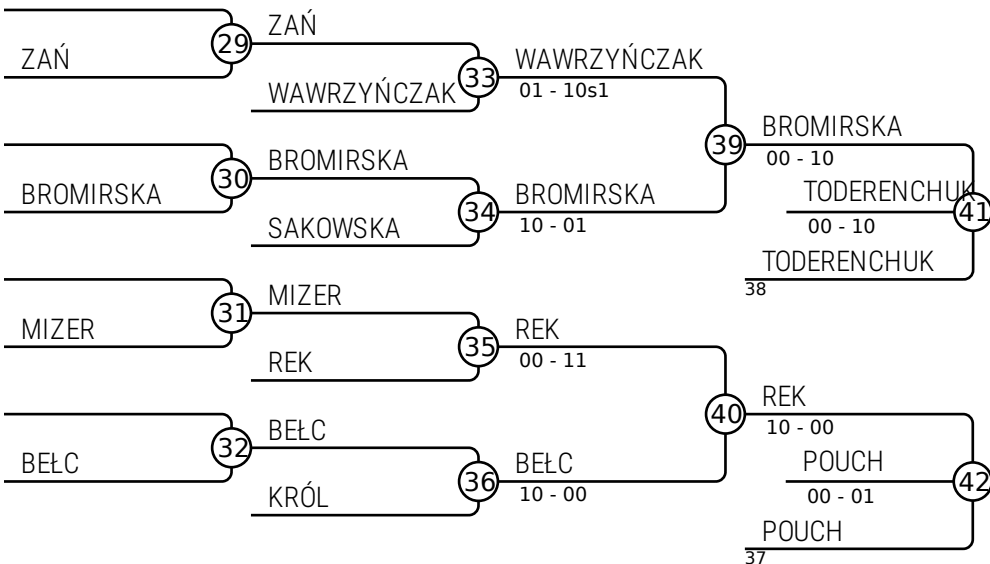 ZAŃ
29
ZAŃ
WAWRZYŃCZAK
33
WAWRZYŃCZAK
01 - 10s1
BROMIRSKA
30
BROMIRSKA
SAKOWSKA
34
BROMIRSKA
10 - 01
39
BROMIRSKA
00 - 10
TODERENCHUK
00 - 10
41
TODERENCHUK
38
MIZER
31
MIZER
REK
35
REK
00 - 11
BEŁC
32
BEŁC
KRÓL
36
BEŁC
10 - 00
40
REK
10 - 00
POUCH
00 - 01
42
POUCH
37